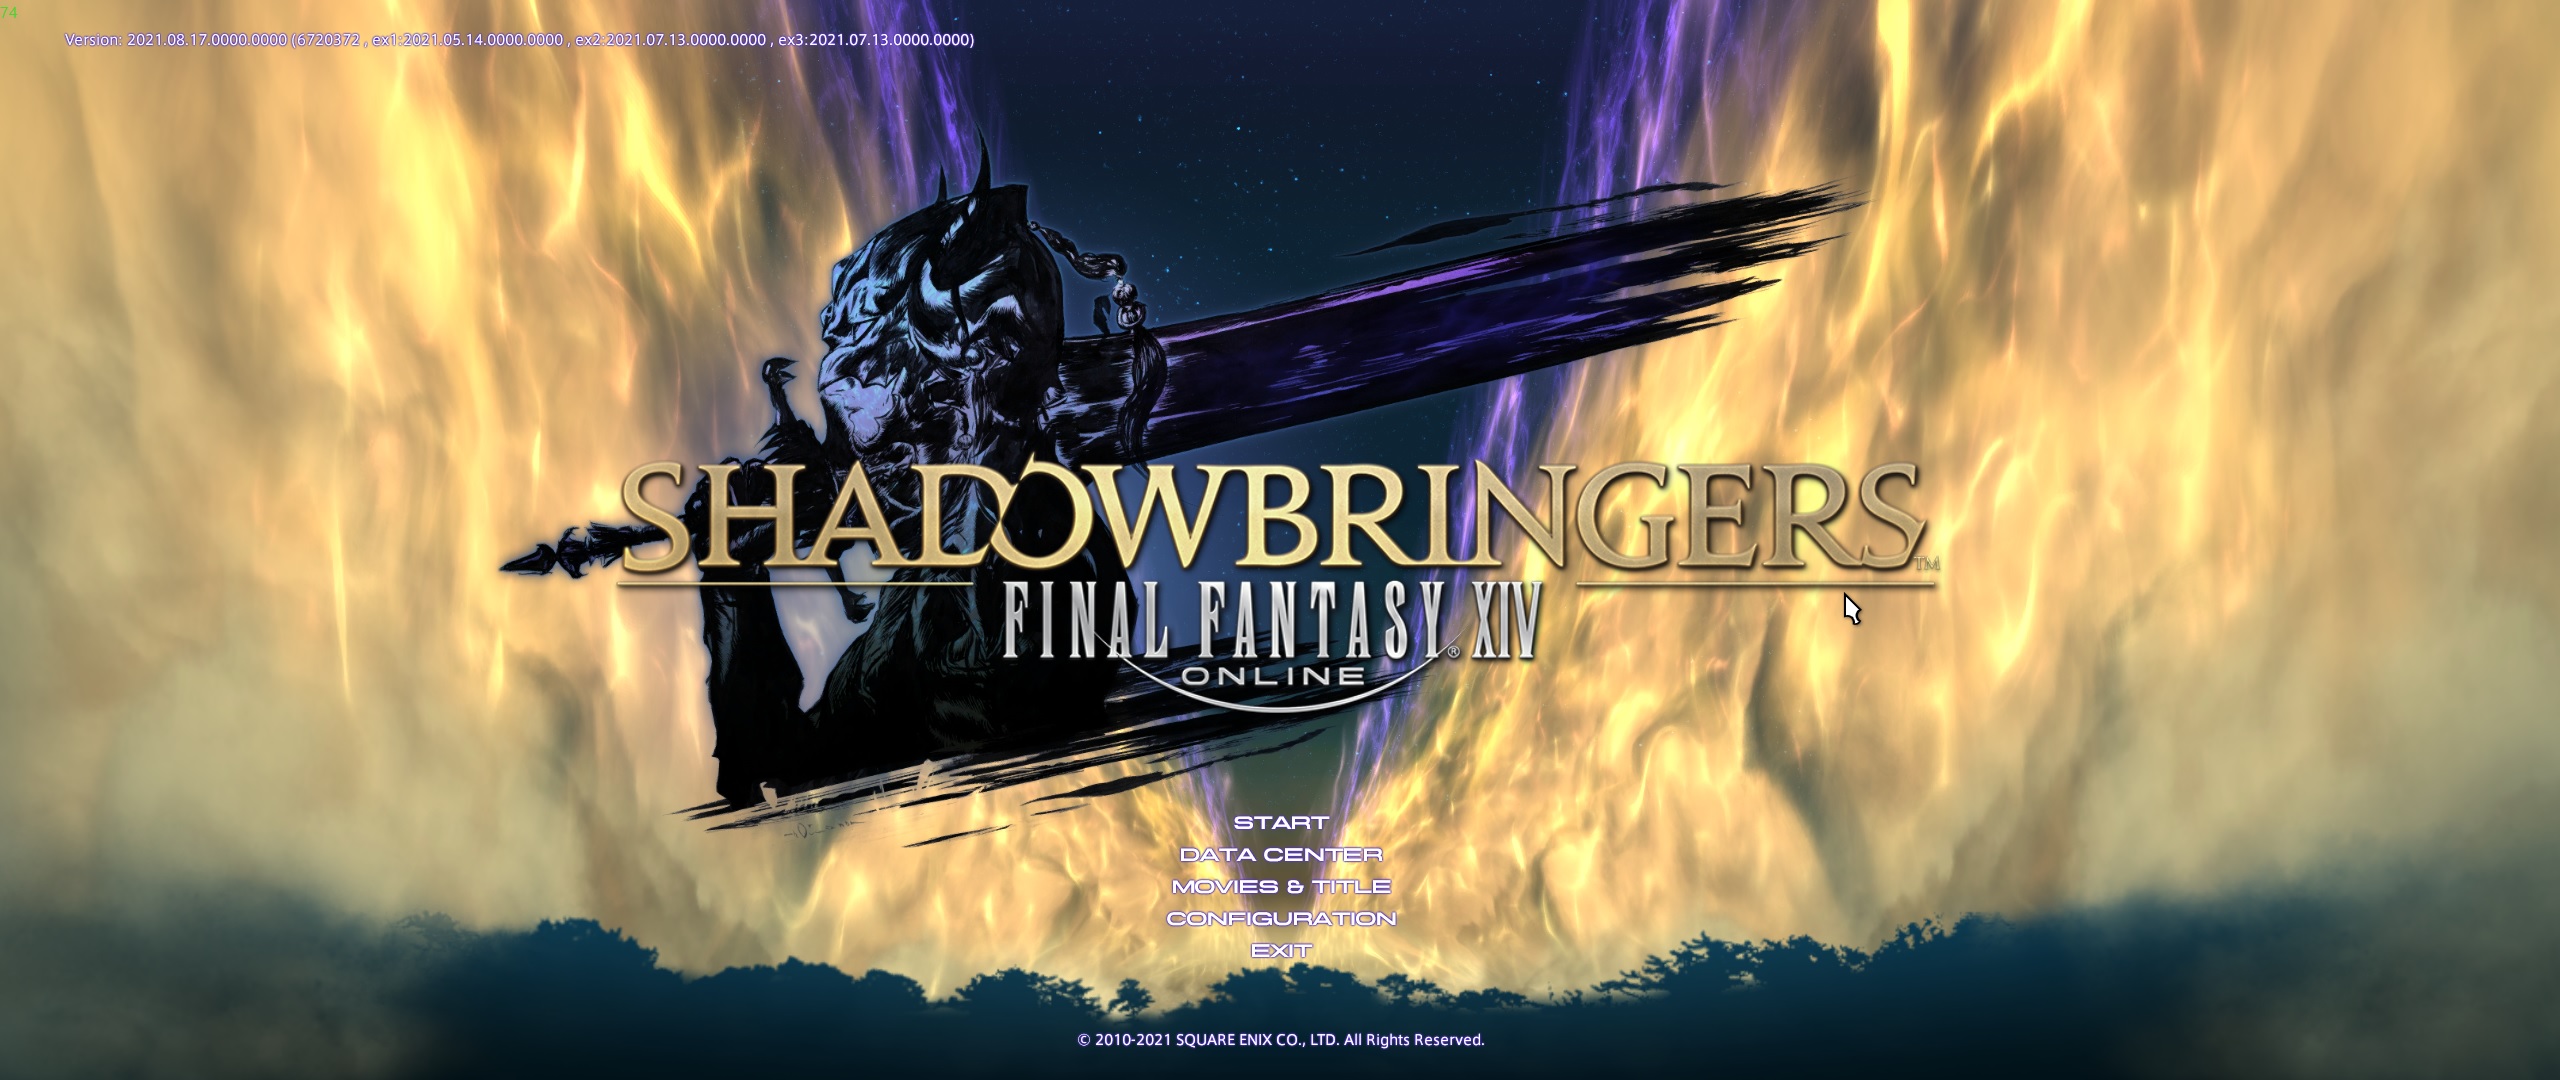 74
Version: 2021.08.17.0000.0000 (6720372 , ex1:2021.05.14.0000.0000 , ex2:2021.07.13.0000.0000 , ex3:2021.07.13.0000.0000)
SHADOWBRINGERS™
FINAL FANTASY® XIV
ONLINE
START
DATA CENTER
MOVIES & TITLE
CONFIGURATION
EXIT
© 2010-2021 SQUARE ENIX CO., LTD. All Rights Reserved.